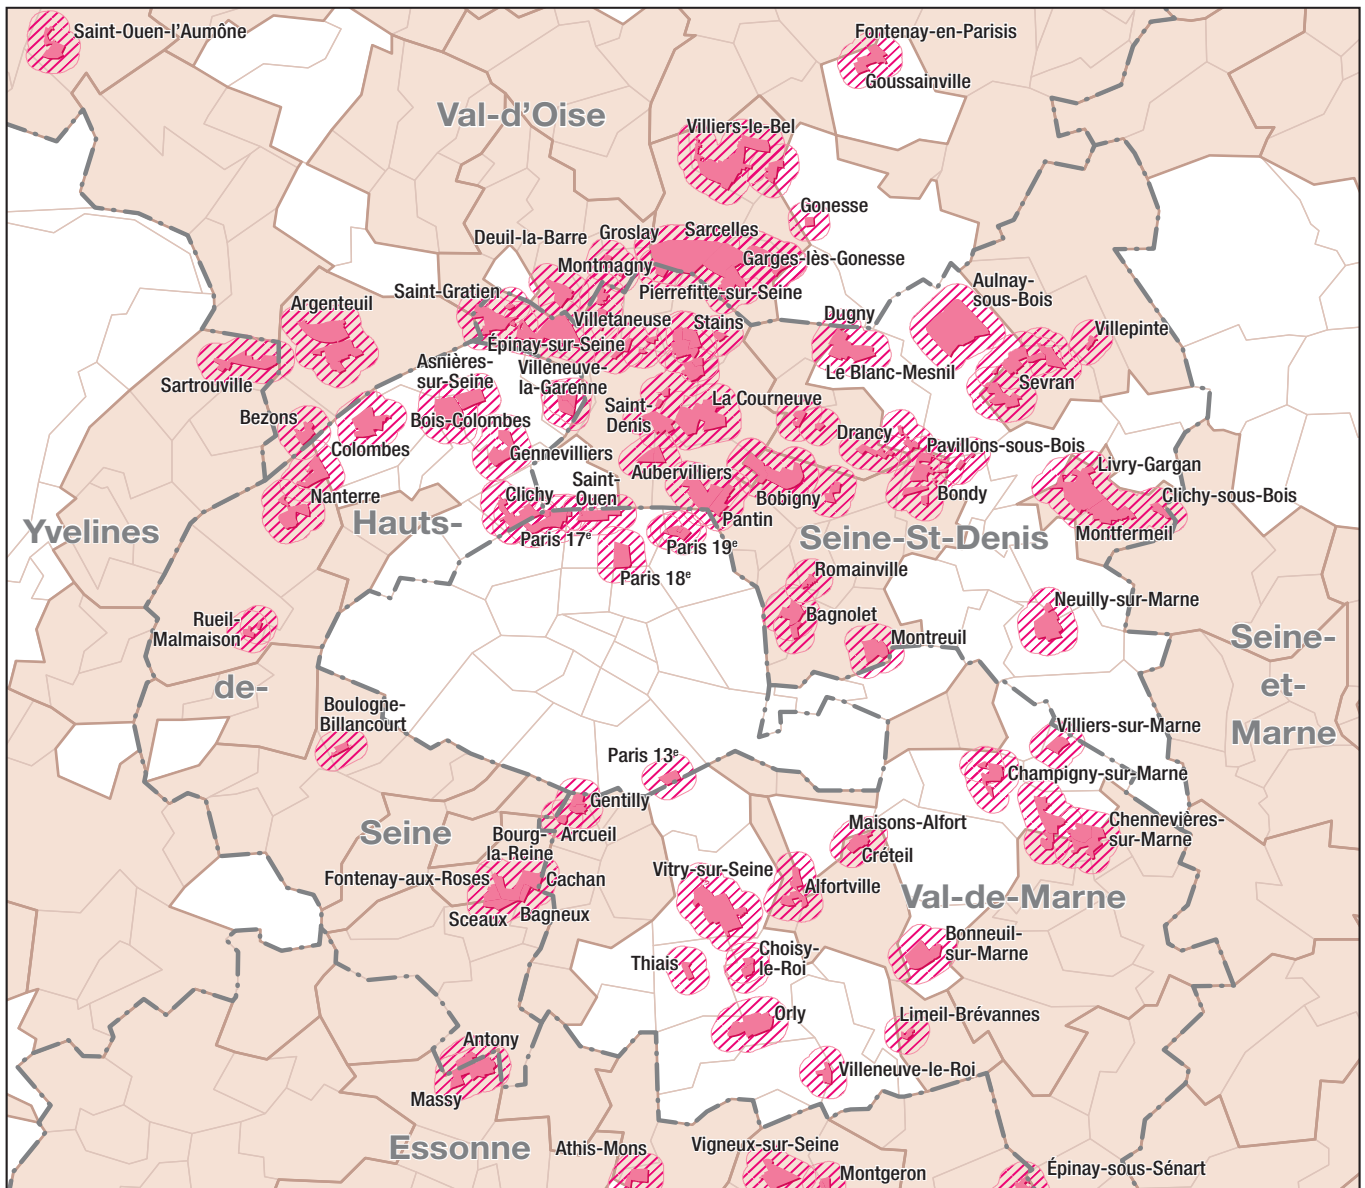 Saint-Ouen-l'Aumône
Fontenay-en-Parisis
Goussainville
Val-d'Oise
Villiers-le-Bel
Gonesse
Deuil-la-Barre
Groslay
Sarcelles
Garges-lès-Gonesse
Montmagny
Pierrefitte-sur-Seine
Saint-Gratien
Argenteuil
Aulnay-
sous-Bois
Dugny
Villetaneuse
Stains
Villepinte
Épinay-sur-Seine
Sartrouville
Asnières-
sur-Seine
Villeneuve-
la-Garenne
Le Blanc-Mesnil
Sevran
Bezons
Bois-Colombes
Saint-
Denis
La Courneuve
Colombes
Gennevilliers
Drancy
Pavillons-sous-Bois
Livry-Gargan
Aubervilliers
Nanterre
Clichy
Saint-
Ouen
Bobigny
Bondy
Clichy-sous-Bois
Pantin
Montfermeil
Yvelines
Hauts-
Paris 17e
Paris 19e
Seine-St-Denis
Paris 18e
Romainville
Bagnolet
Neuilly-sur-Marne
Rueil-
Malmaison
Montreuil
Seine-
et-
Marne
de-
Boulogne-
Billancourt
Villiers-sur-Marne
Paris 13e
Champigny-sur-Marne
Gentilly
Seine
Arcueil
Maisons-Alfort
Chennevières-
sur-Marne
Bourg-
la-Reine
Créteil
Fontenay-aux-Roses
Cachan
Vitry-sur-Seine
Alfortville
Val-de-Marne
Sceaux
Bagneux
Bonneuil-
sur-Marne
Thiais
Choisy-
le-Roi
Orly
Limeil-Brévannes
Antony
Villeneuve-le-Roi
Massy
Essonne
Athis-Mons
Vigneux-sur-Seine
Montgeron
Épinay-sous-Sénart